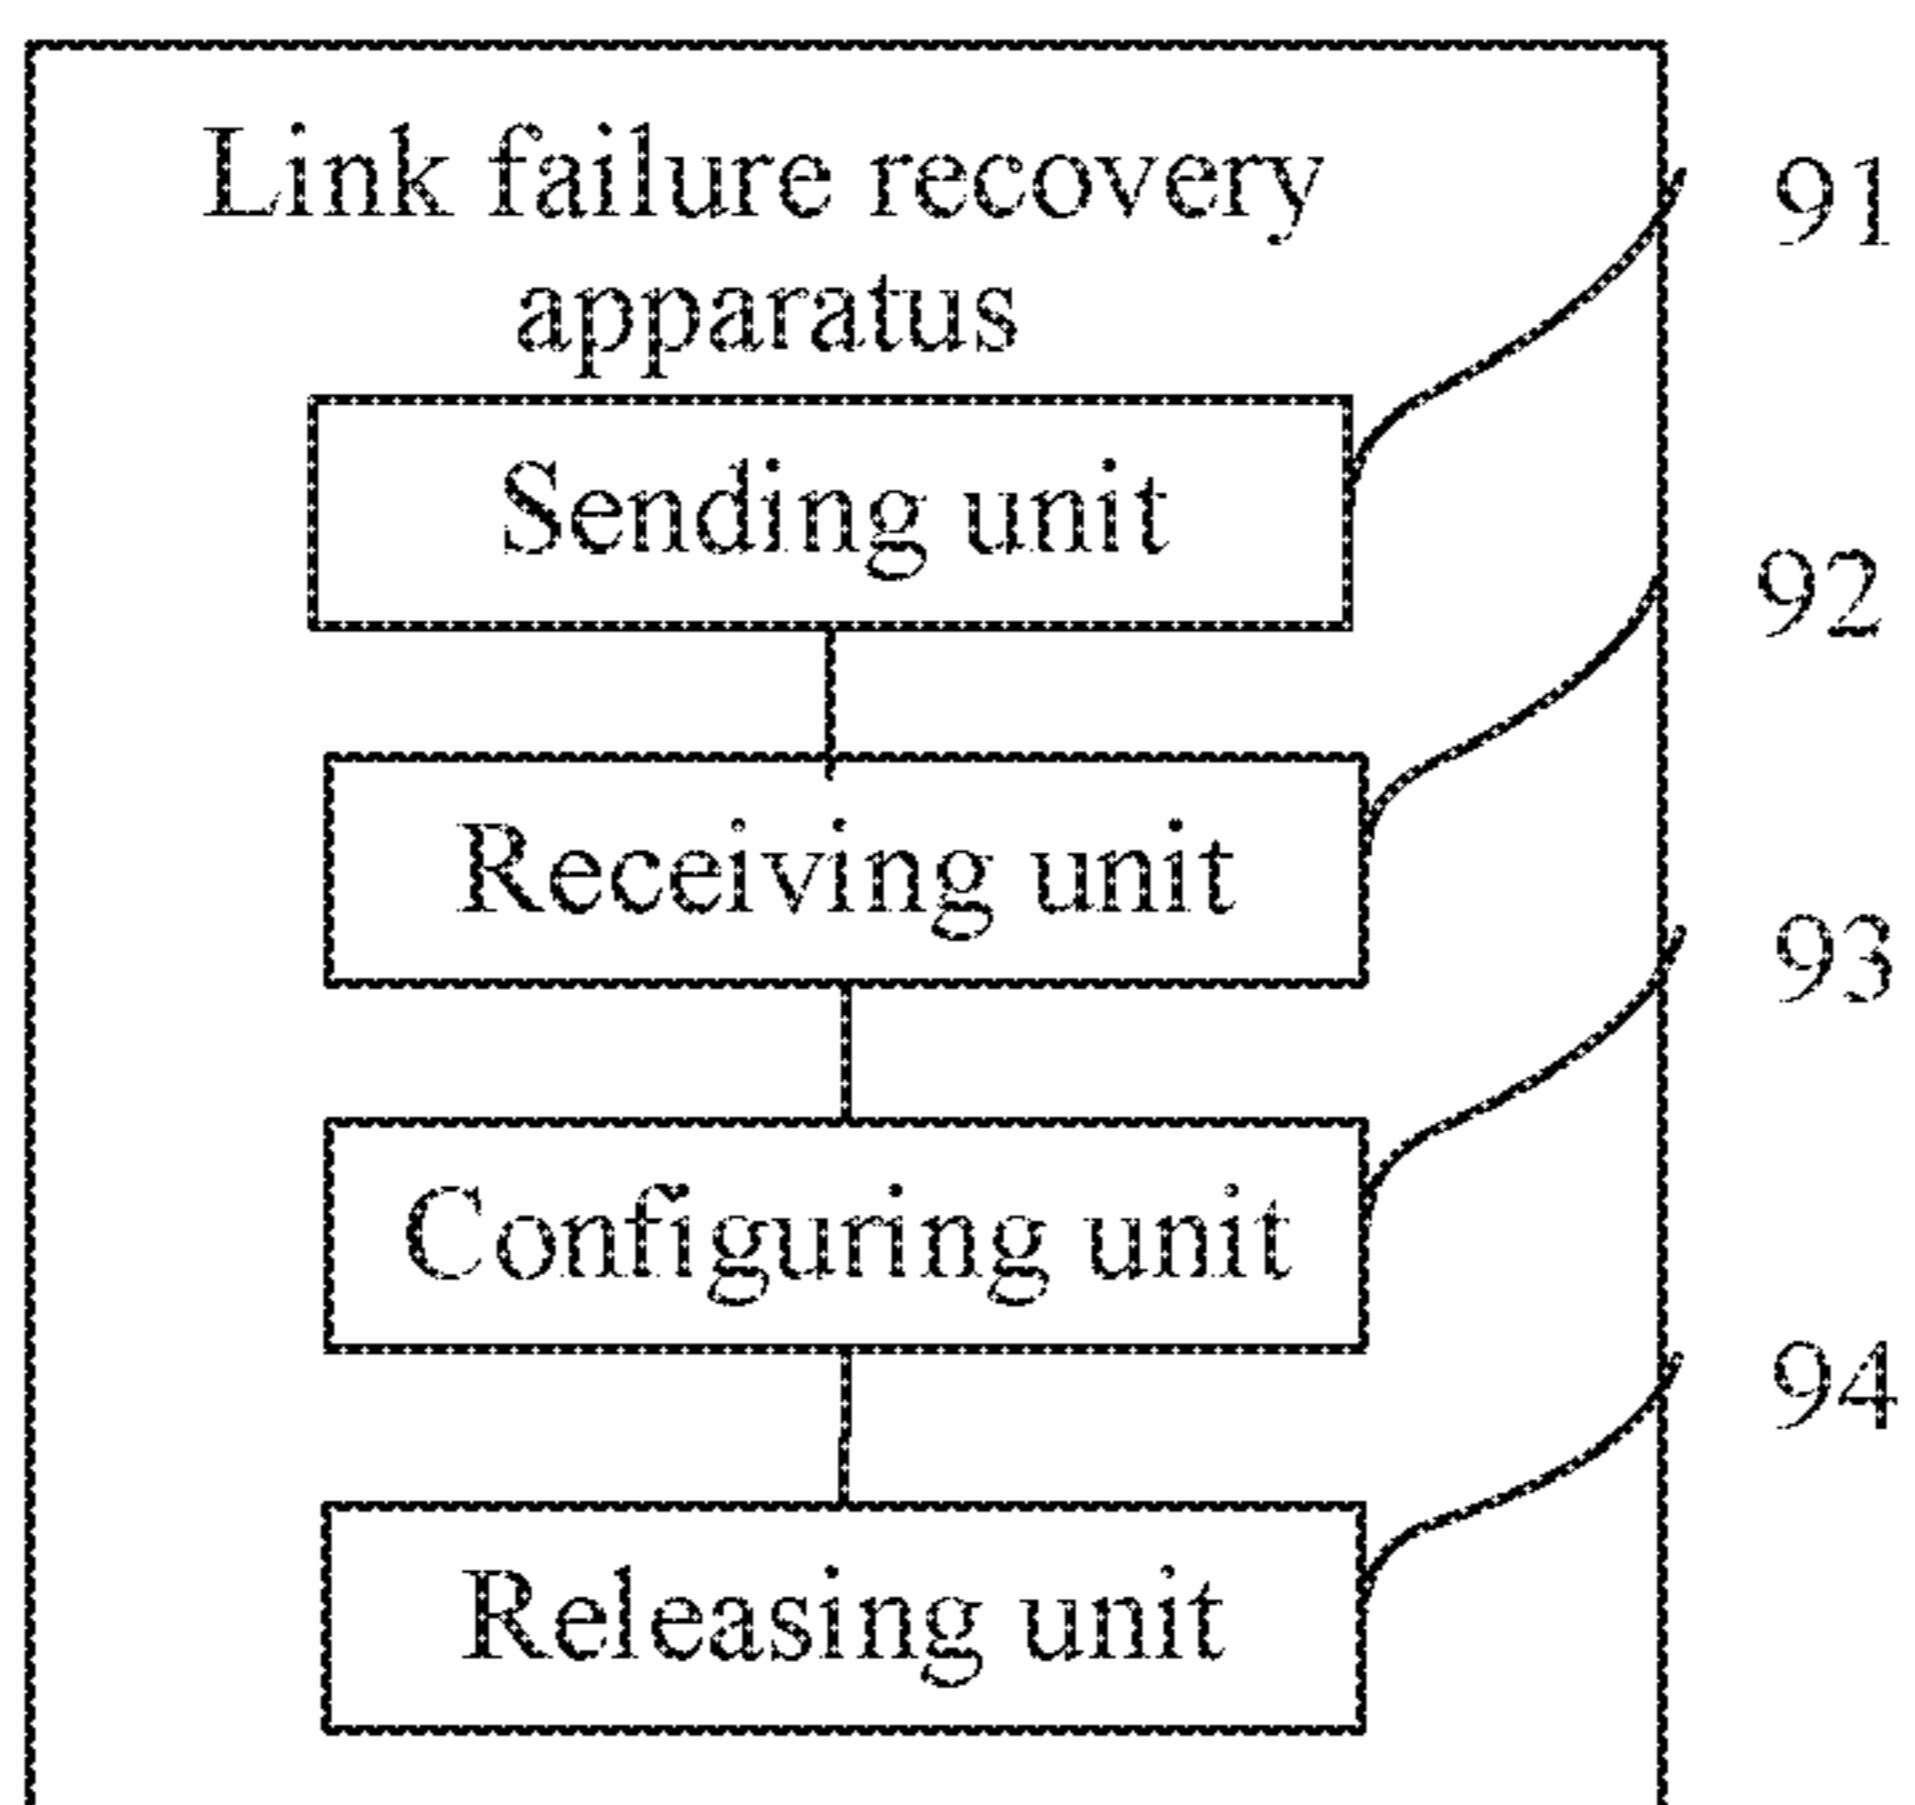 Link failure recovery
apparatus
91
Sending unit
92
Receiving unit
93
Configuring unit
94
Releasing unit